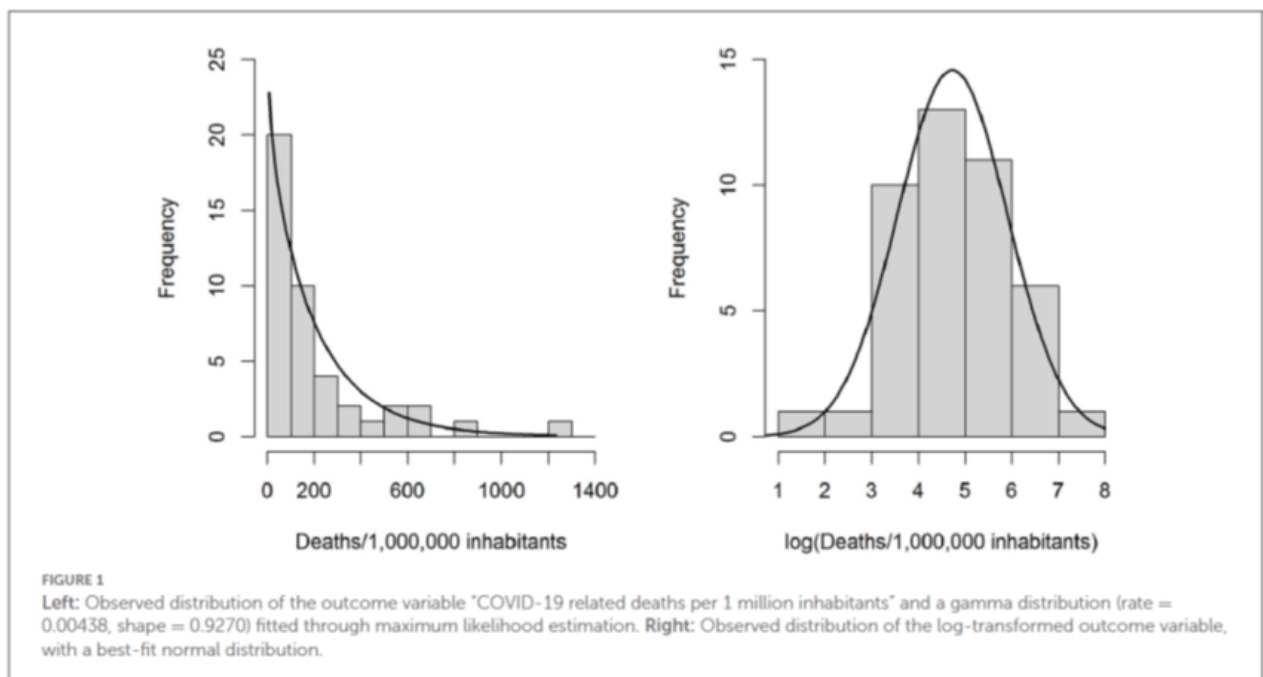 25
20
15
10
5
0
Frequency
0 200 600 1000 1400
Deaths/1,000,000 inhabitants
15
10
5
0
Frequency
1 2 3 4 5 6 7 8
log(Deaths/1,000,000 inhabitants)
FIGURE 1
Left: Observed distribution of the outcome variable "COVID-19 related deaths per 1 million inhabitants" and a gamma distribution (rate =
0.00438, shape = 0.9270) fitted through maximum likelihood estimation. Right: Observed distribution of the log-transformed outcome variable,
with a best-fit normal distribution.